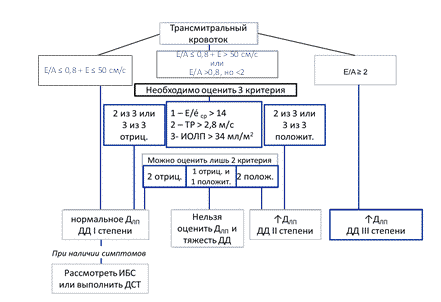 Трансмитральный
кровоток
E/A ≤ 0,8 + E ≤ 50 см/с
E/A ≤ 0,8 + E > 50 см/с
или
E/A >0,8, но <2
E/A ≥ 2
Необходимо оценить 3 критерия
2 из 3 или
3 из 3
отриц.
1 – E/é ср > 14
2 – ТР > 2,8 м/с
3- ИОЛП > 34 мл/м²
2 из 3 или
3 из 3
положит.
Можно оценить лишь 2 критерия
2 отриц.
1 отриц. и
1 положит.
2 полож.
нормальное ДЛП
ДД I степени
Нельзя
оценить ДЛП и
тяжесть ДД
↑ДЛП
ДД II степени
↑ДЛП
ДД III степени
При наличии симптомов
Рассмотреть ИБС
или выполнить ДСТ